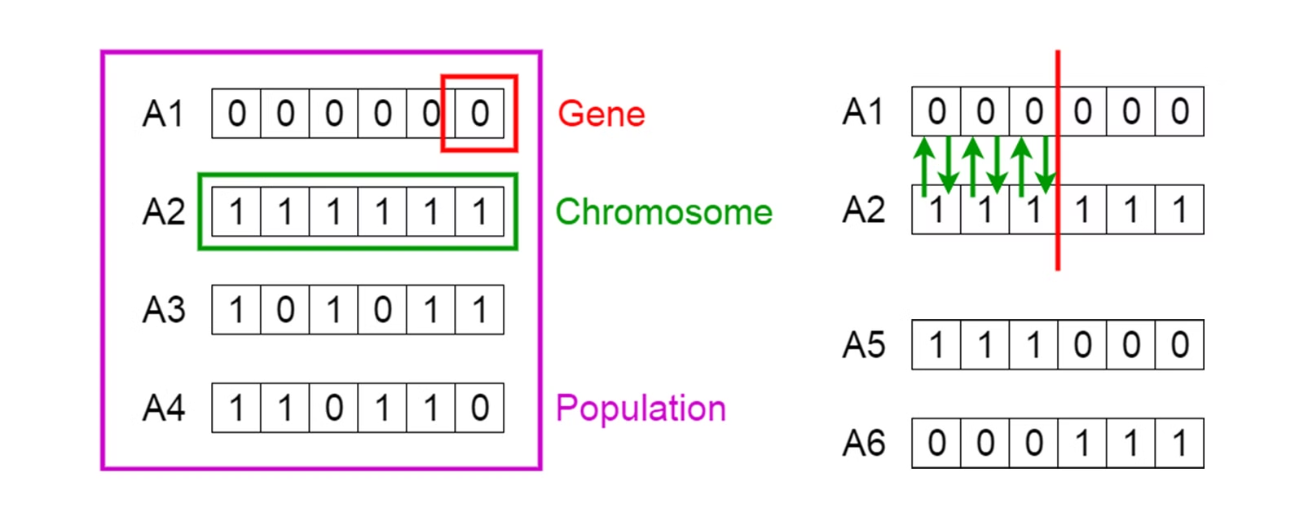 A1 0 0 0 0 0 0 Gene
A2 1 1 1 1 1 1 Chromosome
A3 1 0 1 0 1 1
A4 1 1 0 1 1 0 Population
A1 0 0 0 0 0 0
A2 1 1 1 1 1 1
A5 1 1 1 0 0 0
A6 0 0 0 1 1 1